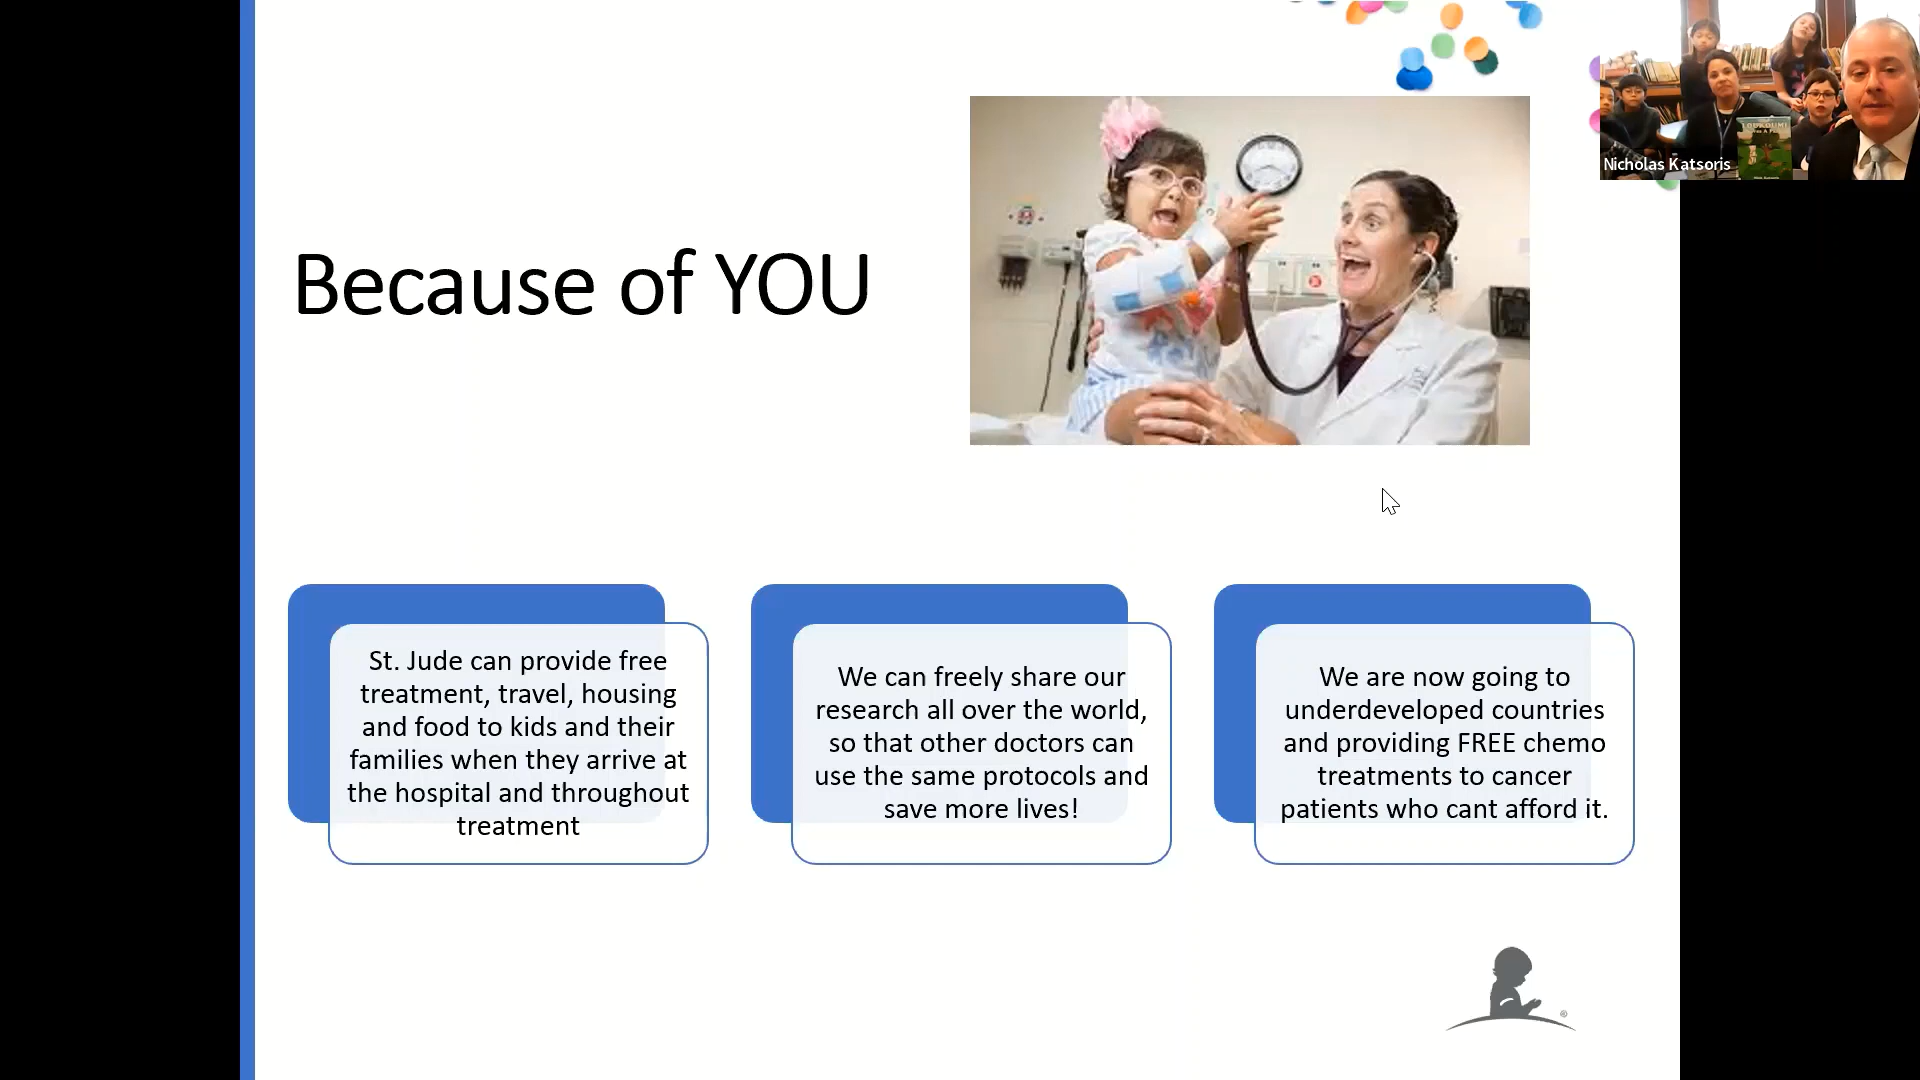 Because of YOU
Nicholas Katsoris
LOUKOUMI
St. Jude can provide free
treatment, travel, housing
and food to kids and their
families when they arrive at
the hospital and throughout
treatment
We can freely share our
research all over the world,
so that other doctors can
use the same protocols and
save more lives!
We are now going to
underdeveloped countries
and providing FREE chemo
treatments to cancer
patients who cant afford it.
®